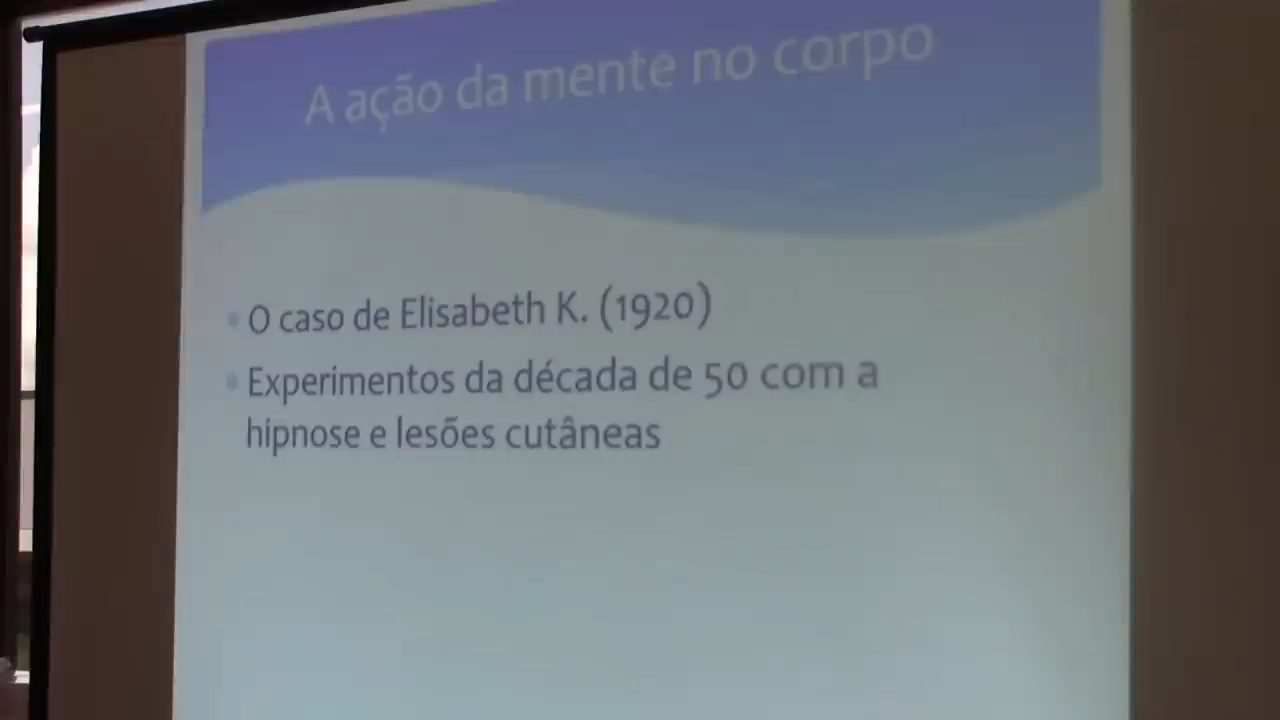 A ação da mente no corpo
O caso de Elisabeth K. (1920)
Experimentos da década de 50 com a
hipnose e lesões cutâneas